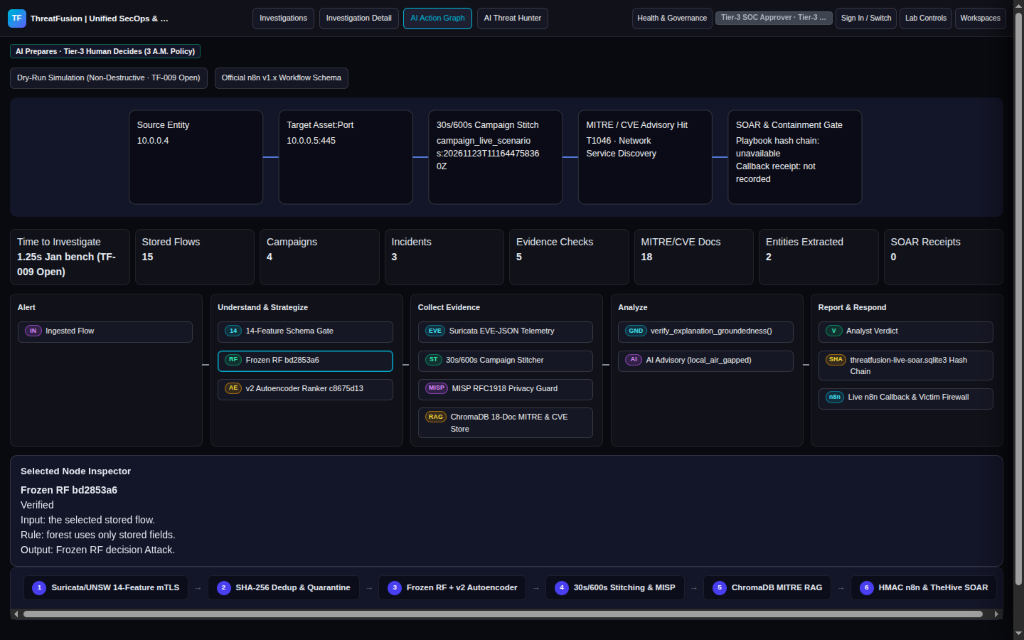 TF ThreatFusion | Unified SecOps & …
Investigations
Investigation Detail
AI Action Graph
AI Threat Hunter
Health & Governance
Tier-3 SOC Approver · Tier-3 …
Sign In / Switch
Lab Controls
Workspaces
AI Prepares · Tier-3 Human Decides (3 A.M. Policy)
Dry-Run Simulation (Non-Destructive · TF-009 Open)
Official n8n v1.x Workflow Schema
Source Entity
10.0.0.4
Target Asset:Port
10.0.0.5:445
30s/600s Campaign Stitch
campaign_live_scenario
s:20261123T11164475836
0Z
MITRE / CVE Advisory Hit
T1046 · Network
Service Discovery
SOAR & Containment Gate
Playbook hash chain:
unavailable
Callback receipt: not
recorded
Time to Investigate
1.25s Jan bench (TF-
009 Open)
Stored Flows
15
Campaigns
4
Incidents
3
Evidence Checks
5
MITRE/CVE Docs
18
Entities Extracted
2
SOAR Receipts
0
Alert
IN Ingested Flow
Understand & Strategize
14 14-Feature Schema Gate
RF Frozen RF bd2853a6
AE v2 Autoencoder Ranker c8675d13
Collect Evidence
EVE Suricata EVE-JSON Telemetry
ST 30s/600s Campaign Stitcher
MISP MISP RFC1918 Privacy Guard
RAG ChromaDB 18-Doc MITRE & CVE
Store
Analyze
GND verify_explanation_groundedness()
AI AI Advisory (local_air_gapped)
Report & Respond
V Analyst Verdict
SHA threatfusion-live-soar.sqlite3 Hash
Chain
n8n Live n8n Callback & Victim Firewall
Selected Node Inspector
Frozen RF bd2853a6
Verified
Input: the selected stored flow.
Rule: forest uses only stored fields.
Output: Frozen RF decision Attack.
1 Suricata/UNSW 14-Feature mTLS →
2 SHA-256 Dedup & Quarantine →
3 Frozen RF + v2 Autoencoder →
4 30s/600s Stitching & MISP →
5 ChromaDB MITRE RAG →
6 HMAC n8n & TheHive SOAR